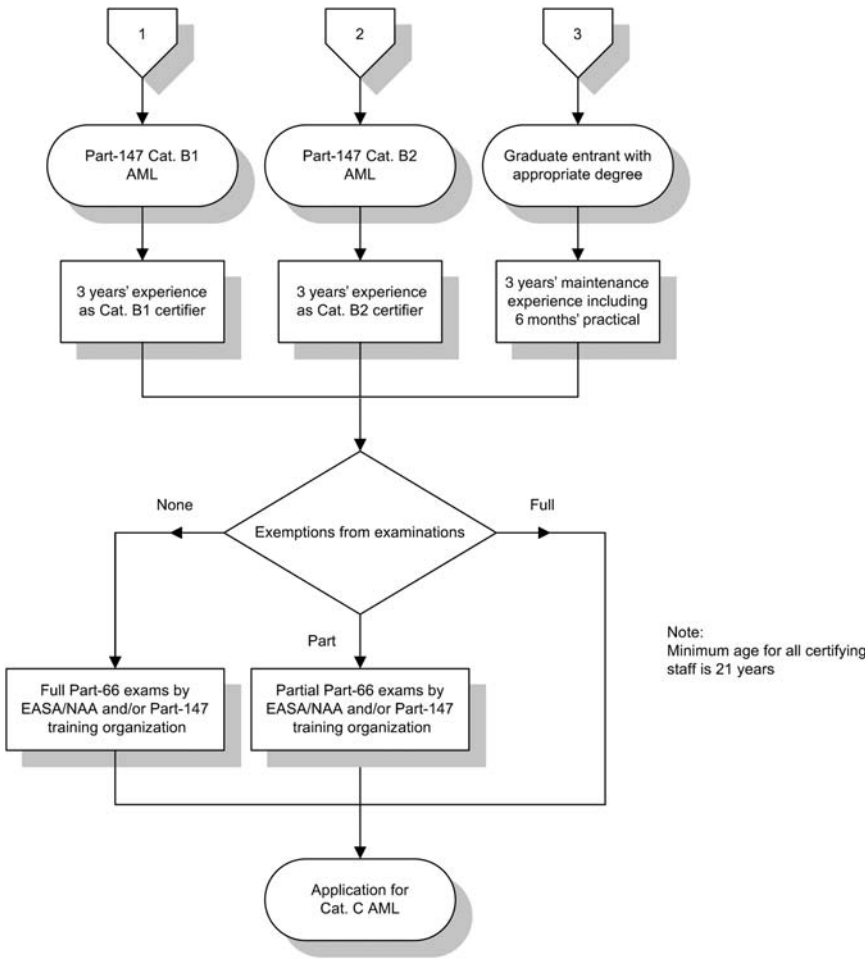 1
2
3
Part-147 Cat. B1
AML
Part-147 Cat. B2
AML
Graduate entrant with
appropriate degree
3 years’ experience
as Cat. B1 certifier
3 years’ experience
as Cat. B2 certifier
3 years’ maintenance
experience including
6 months’ practical
None
Exemptions from examinations
Full
Part
Note:
Minimum age for all certifying
staff is 21 years
Full Part-66 exams by
EASA/NAA and/or Part-147
training organization
Partial Part-66 exams by
EASA/NAA and/or Part-147
training organization
Application for
Cat. C AML